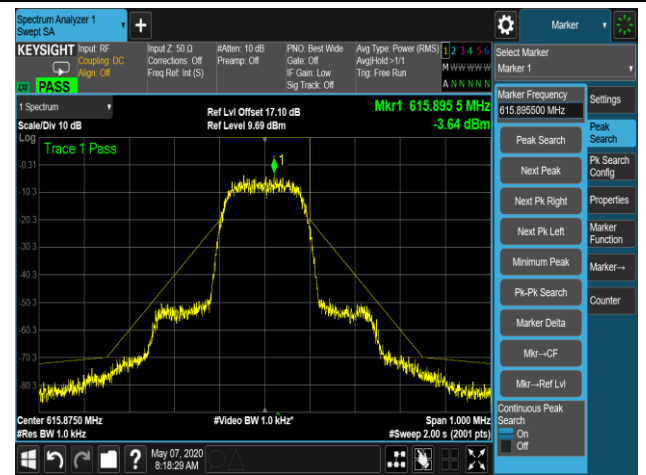 Spectrum Analyzer 1
Swept SA
+
Marker
KEYSIGHT
Input: RF
Coupling: DC
Align: Off
Input Z: 50 Ω
Corrections: Off
Freq Ref: Int (S)
#Atten: 10 dB
Preamp: Off
PNO: Best Wide
Gate: Off
IF Gain: Low
Sig Track: Off
Avg Type: Power (RMS)
Avg|Hold:>1/1
Trig: Free Run
1 2 3 4 5 6
M W W W W W
A N N N N N
PASS
Select Marker
Marker 1
1 Spectrum
Scale/Div 10 dB
Log
Ref Lvl Offset 17.10 dB
Ref Level 9.69 dBm
Mkr1 615.895 5 MHz
-3.64 dBm
Trace 1 Pass
1
-0.31
-10.3
-20.3
-30.3
-40.3
-50.3
-60.3
-70.3
-80.3
Center 615.8750 MHz
#Res BW 1.0 kHz
#Video BW 1.0 kHz*
Span 1.000 MHz
#Sweep 2.00 s (2001 pts)
Marker Frequency
615.895500 MHz
Peak Search
Next Peak
Next Pk Right
Next Pk Left
Minimum Peak
Pk-Pk Search
Marker Delta
Mkr→CF
Mkr→Ref Lvl
Continuous Peak
Search
On
Off
Settings
Peak
Search
Pk Search
Config
Properties
Marker
Function
Marker→
Counter
?
May 07, 2020
8:18:29 AM